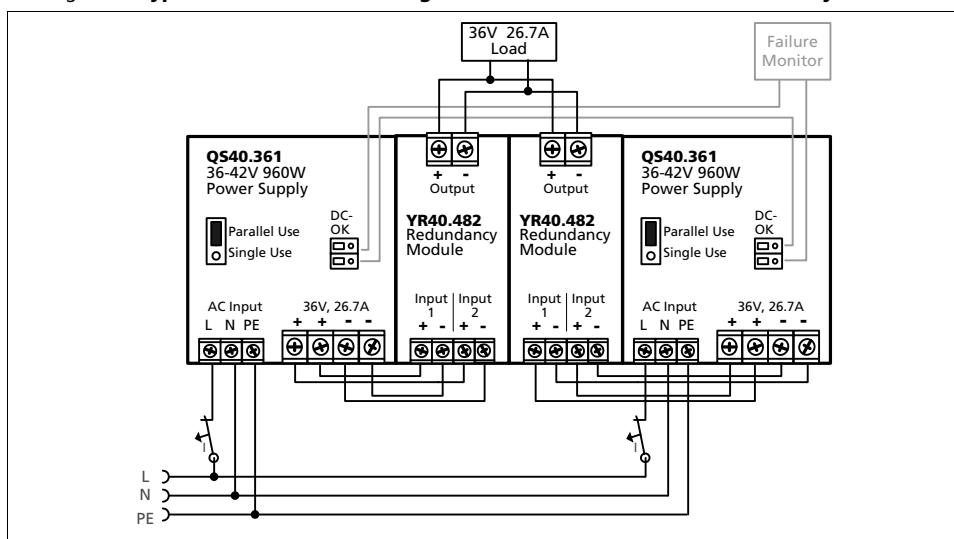 36V 26.7A
Load
Failure
Monitor
QS40.361
36-42V 960W
Power Supply
Parallel Use
Single Use
DC-
OK
AC Input
L N PE
36V, 26.7A
+ + - -
+ -
Output
YR40.482
Redundancy
Module
Input Input
1 2
+ - + -
+ -
Output
YR40.482
Redundancy
Module
Input Input
1 2
+ - + -
QS40.361
36-42V 960W
Power Supply
Parallel Use
Single Use
DC-
OK
AC Input
L N PE
36V, 26.7A
+ + - -
I
I
L
N
PE